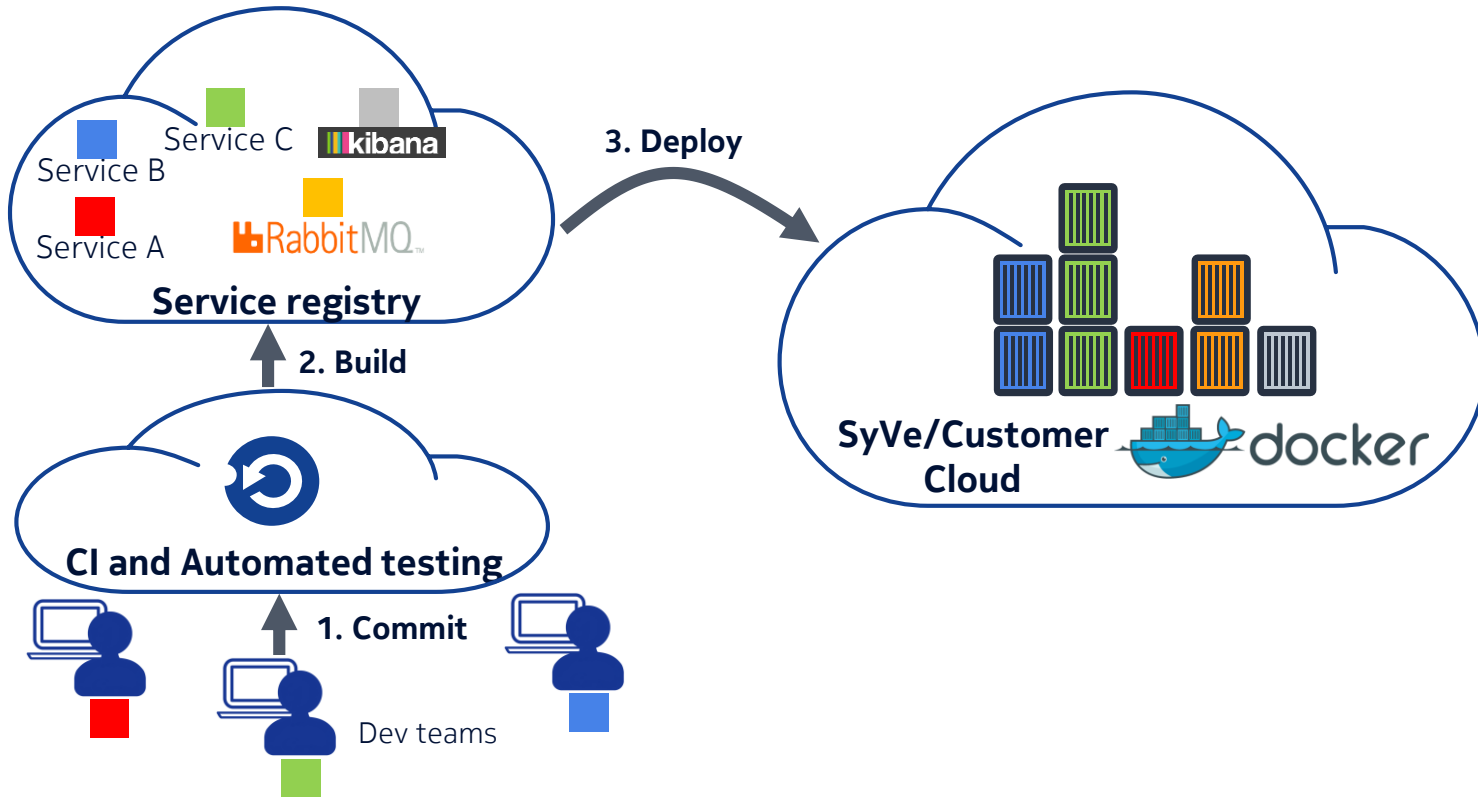 Service C
kibana
Service B
Service A
RabbitMQ™
Service registry
3. Deploy
2. Build
SyVe/Customer
Cloud
docker
CI and Automated testing
1. Commit
Dev teams